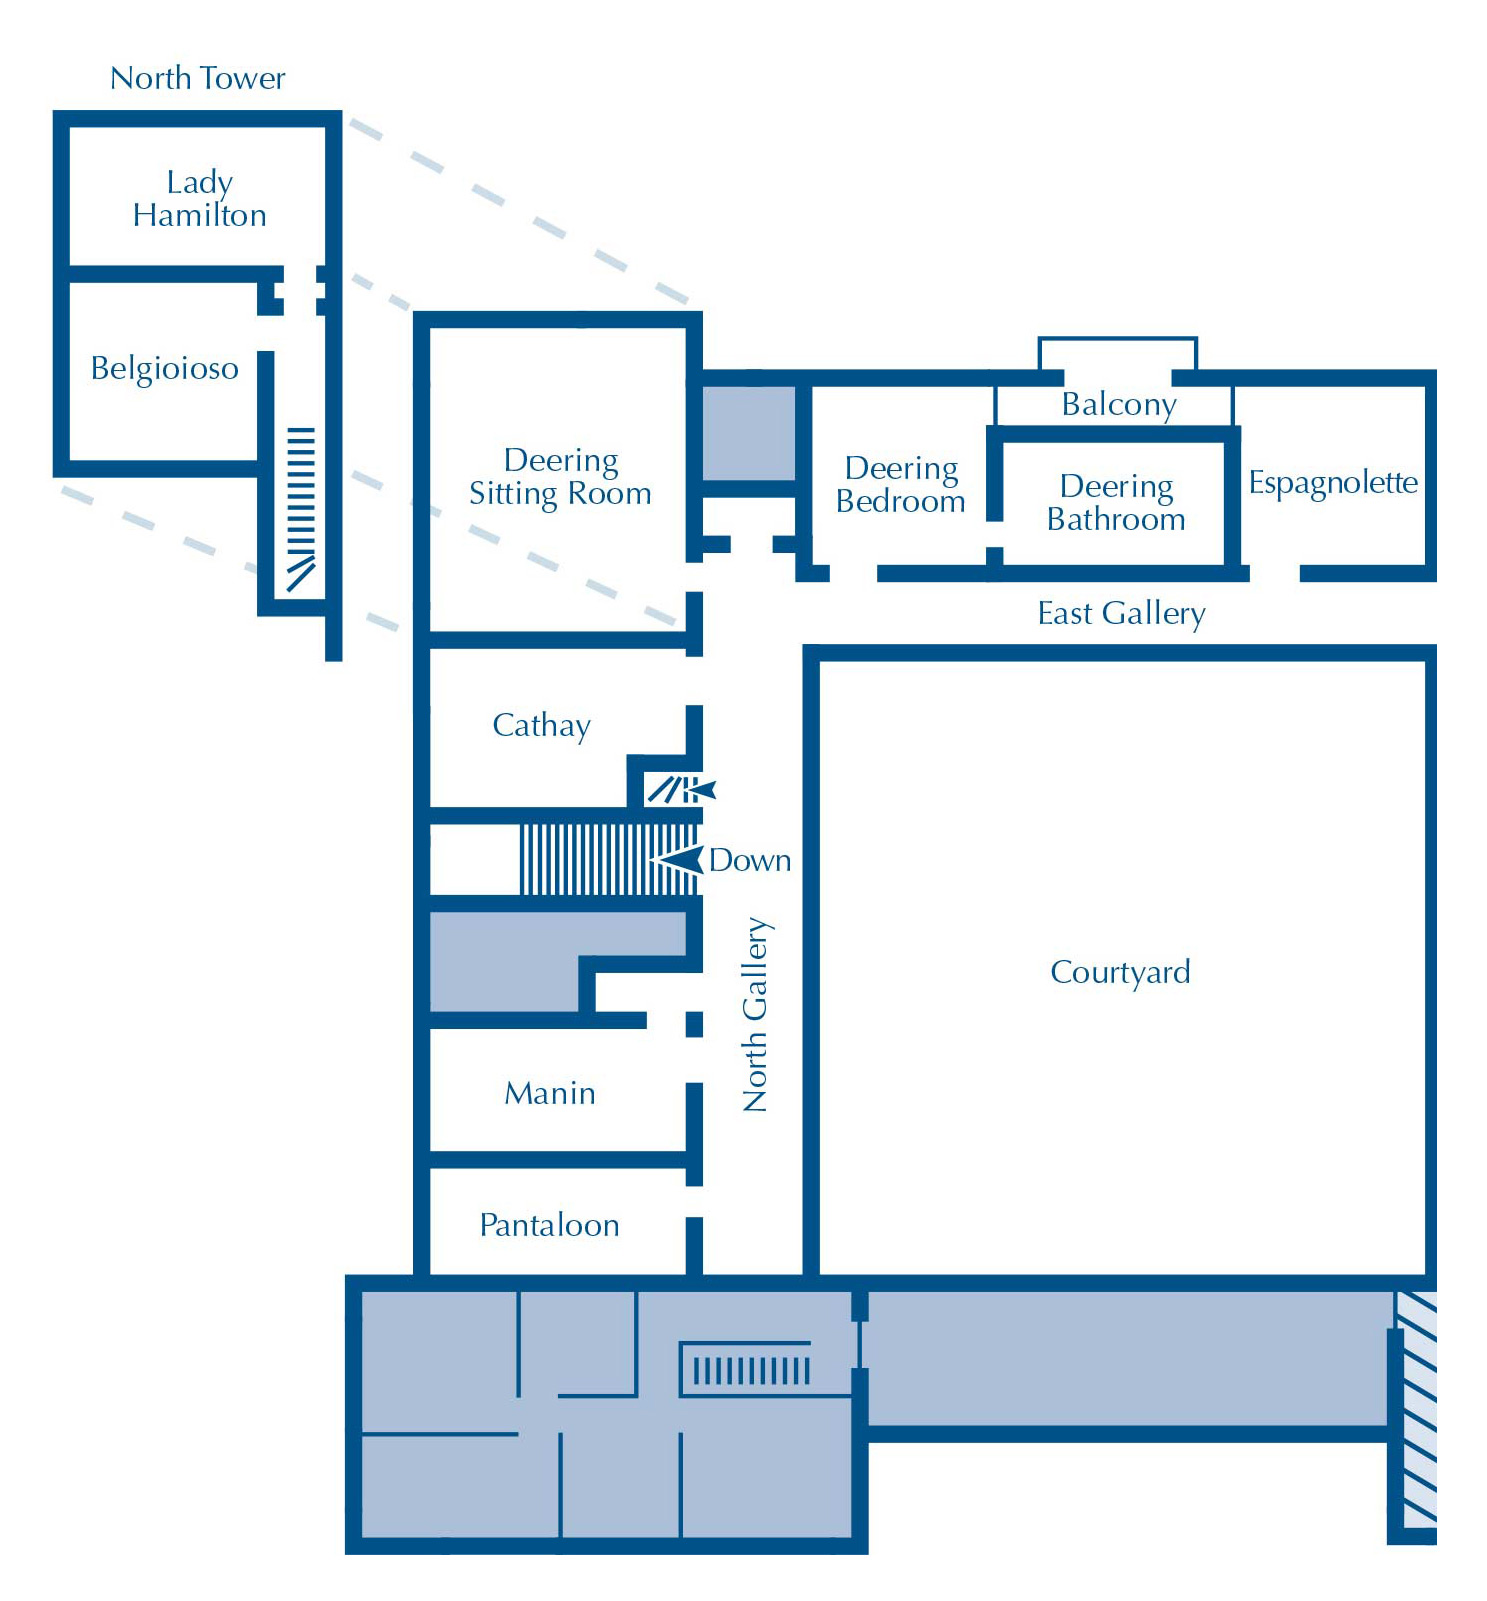 North Tower
Lady
Hamilton
Belgioioso
Deering
Sitting Room
Deering
Bedroom
Balcony
Deering
Bathroom
Espagnolette
East Gallery
Cathay
Down
North Gallery
Courtyard
Manin
Pantaloon